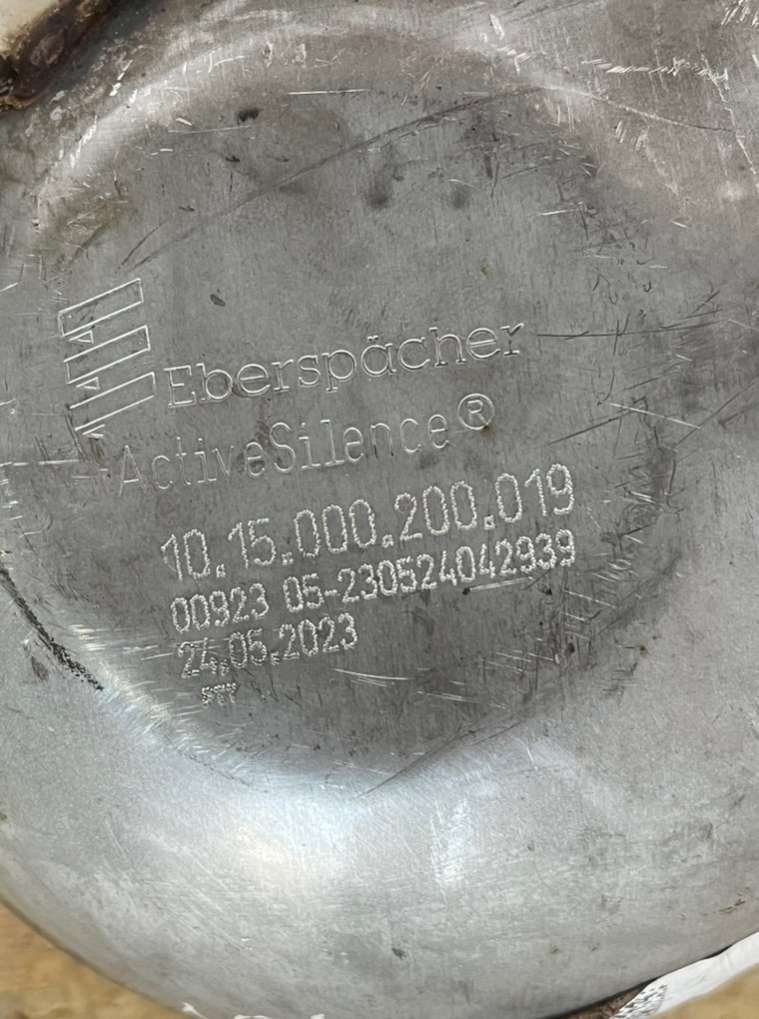 Eberspächer
ActiveSilence®
10.15.000.200.019
00923 05-230524042939
24.05.2023